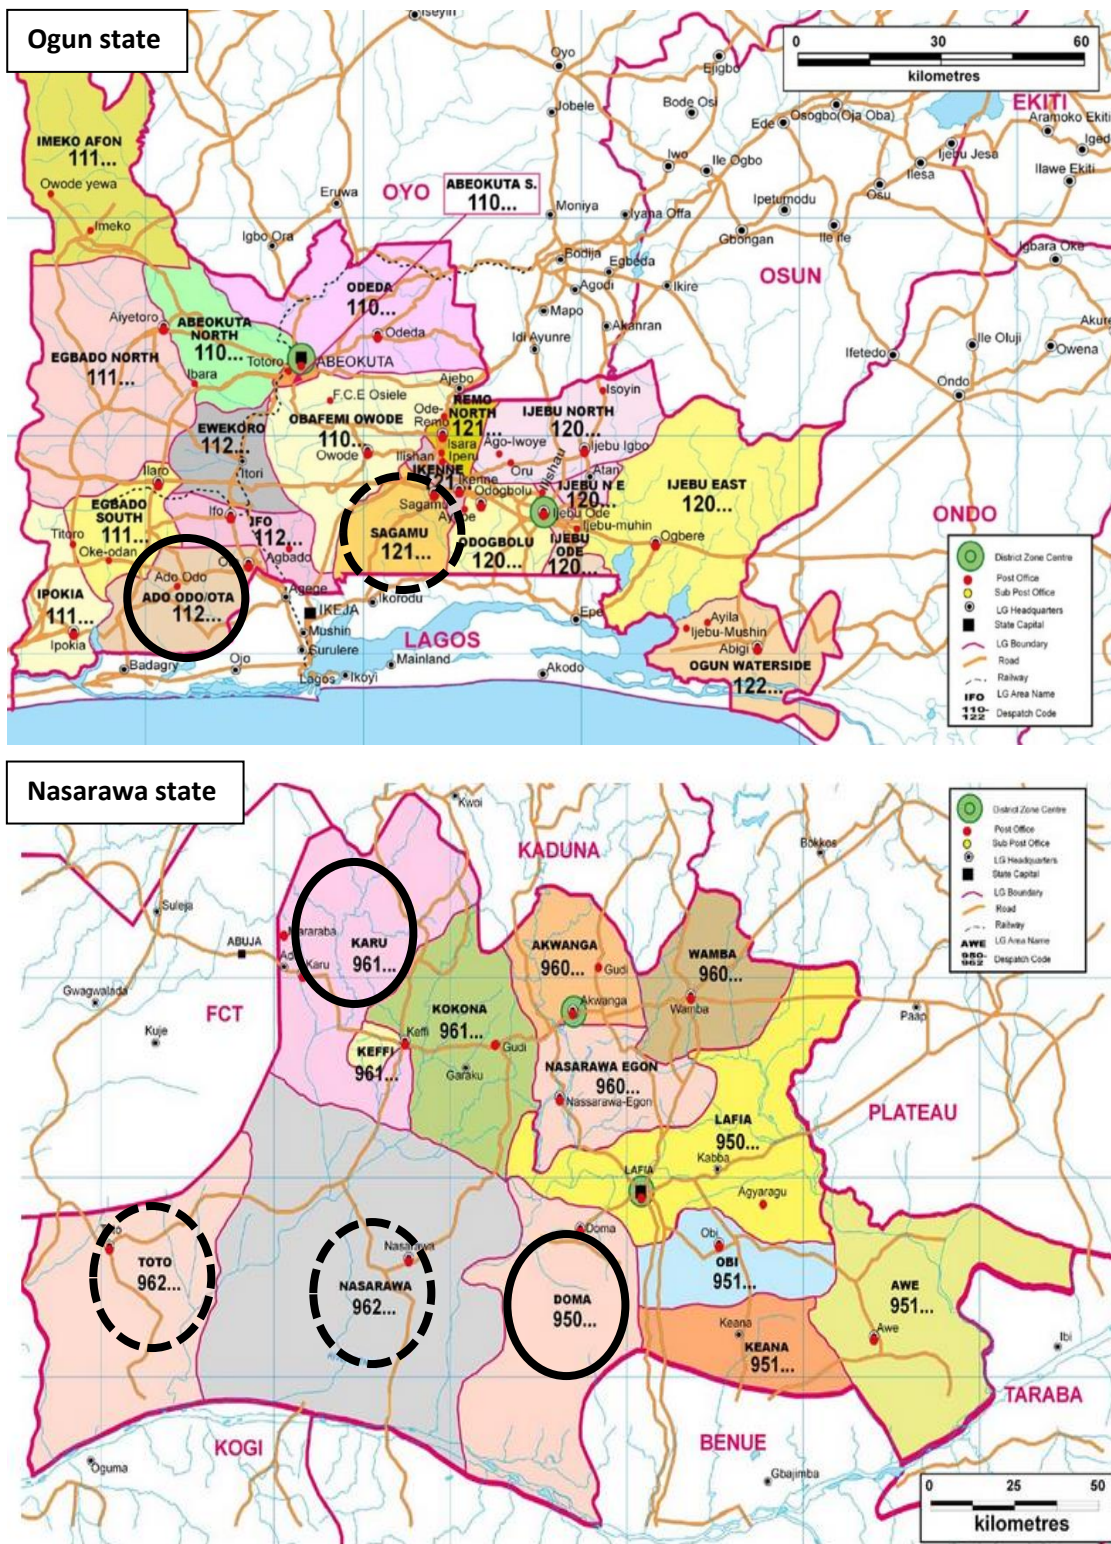 Ogun state
Iseyin
Oyo
0 30 60
kilometres
Ejigbo
EKITI
Jobele
Bode Osi
Ede
Osogbo(Oja Oba)
Aramoko Ekiti
Iged
IMEKO AFON
111...
Iwo
Ile Ogbo
Ijebu Jesa
Ilesa
Ilawe Ekiti
OYO
ABEOKUTA S.
110...
Owode yewa
Eruwa
Osu
Ipetumodu
Moniya
Iyana Offa
Imeko
Igbo Ora
Gbongan
Ile ife
Igbara Oke
Bodija
Egbeda
OSUN
ODEDA
110...
Agodi
Ikire
Aiyetoro
ABEOKUTA
NORTH
110...
Mapo
Akanran
Akure
Odeda
Idi Ayunre
Ile Oluji
Owena
EGBADO NORTH
111...
Totoro
ABEOKUTA
Ifetedo
Ibara
Ajebo
Isoyin
Ondo
F.C.E Osiele
REMO
NORTH
121...
Ode-
Remo
IJEBU NORTH
120...
EWEKORO
112...
OBAFEMI OWODE
110...
Isara
Iperu
Ago-Iwoye
Ijebu Igbo
Owode
Ilishan
Oru
Ilishau
Itori
Ilaro
IKENNE
121...
Ikenne
Atan
IJEBU N E
120...
IJEBU EAST
120...
Sagamu
Odogbolu
EGBADO
SOUTH
111...
Ifo
IFO
112...
SAGAMU
121...
Ijebu Ode
Ijebu-muhin
ONDO
Titoro
Oke-odan
Agbado
ODOGBOLU
120...
IJEBU
ODE
120...
Ogbere
Ado Odo
ADO ODO/OTA
112...
IPOKIA
111...
Agege
IKEJA
Ikorodu
Epe
Ayila
Ijebu-Mushin
Ipokia
Mushin
Surulere
LAGOS
Abigi
Badagry
Ojo
Mainland
Akodo
OGUN WATERSIDE
122...
Lagos
Ikoyi
District Zone Centre
Post Office
Sub Post Office
LG Headquarters
State Capital
LG Boundary
Road
Railway
IFO LG Area Name
110-
122 Despatch Code
Nasarawa state
Kwoi
KADUNA
Bokkos
District Zone Centre
Post Office
Sub Post Office
LG Headquarters
State Capital
LG Boundary
Road
Railway
AWE LG Area Name
950-
962 Despatch Code
Suleja
Mararaba
ABUJA
KARU
961...
Karu
AKWANGA
960...
Gudi
WAMBA
960...
Gwagwalada
FCT
KOKONA
961...
Akwanga
Wamba
Paap
Kuje
Keffi
KEFFI
961...
Gudi
Garaku
NASARAWA EGON
960...
Nassarawa-Egon
PLATEAU
LAFIA
950...
Kabba
LAFIA
Agyaragu
Toto
TOTO
962...
Nasarawa
NASARAWA
962...
Doma
DOMA
950...
Obi
OBI
951...
AWE
951...
Keana
KEANA
951...
Awe
Ibi
TARABA
KOGI
BENUE
Oguma
Gbajimba
0 25 50
kilometres